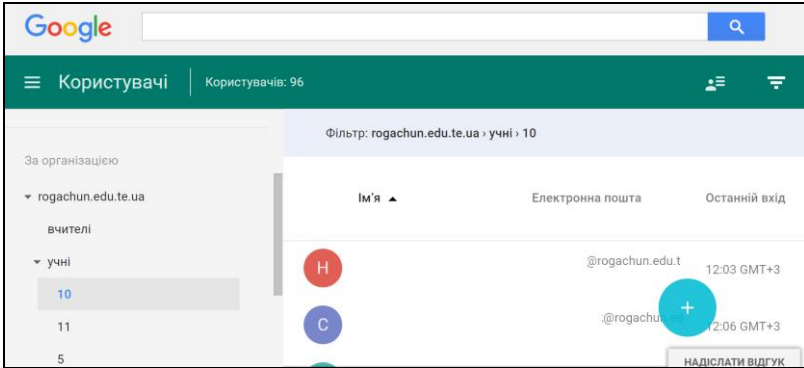 Google
Користувачі
Користувачів: 96
Фільтр: rogachun.edu.te.ua › учні › 10
За організацією
rogachun.edu.te.ua
вчителі
учні
10
11
5
Ім'я
Електронна пошта
Останній вхід
Н
@rogachun.edu.t
12:03 GMT+3
С
:@rogachun.ed
12:06 GMT+3
+
НАДІСЛАТИ ВІДГУК